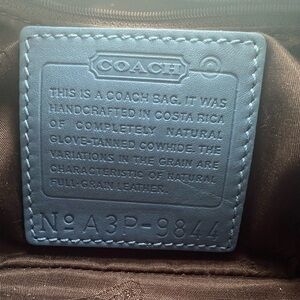 COACH
THIS IS A COACH BAG. IT WAS
HANDCRAFTED IN COSTA RICA
OF COMPLETELY NATURAL
GLOVE-TANNED COWHIDE. THE
VARIATIONS IN THE GRAIN ARE
CHARACTERISTIC OF NATURAL
FULL-GRAIN LEATHER.
No A3P-9844